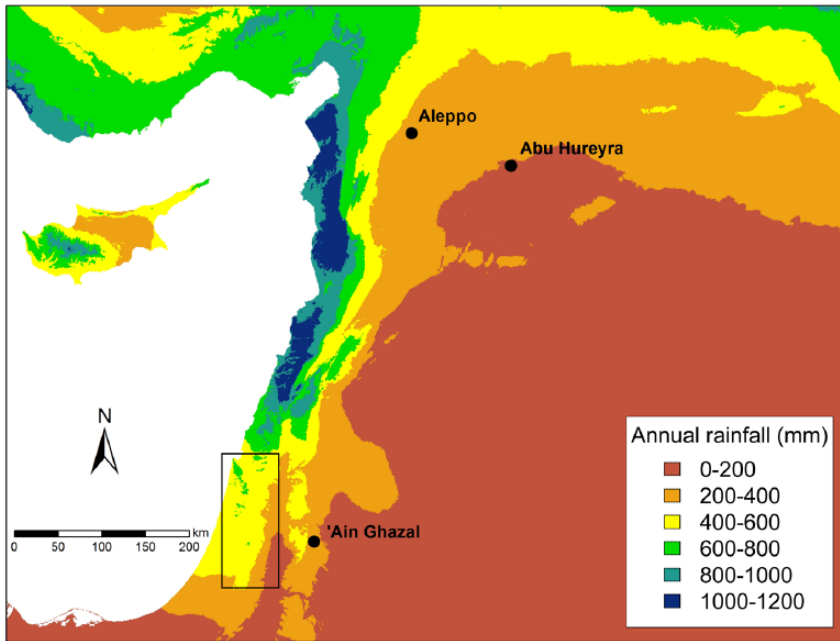 Aleppo
Abu Hureyra
N
km
0 50 100 150 200
'Ain Ghazal
Annual rainfall (mm)
0-200
200-400
400-600
600-800
800-1000
1000-1200